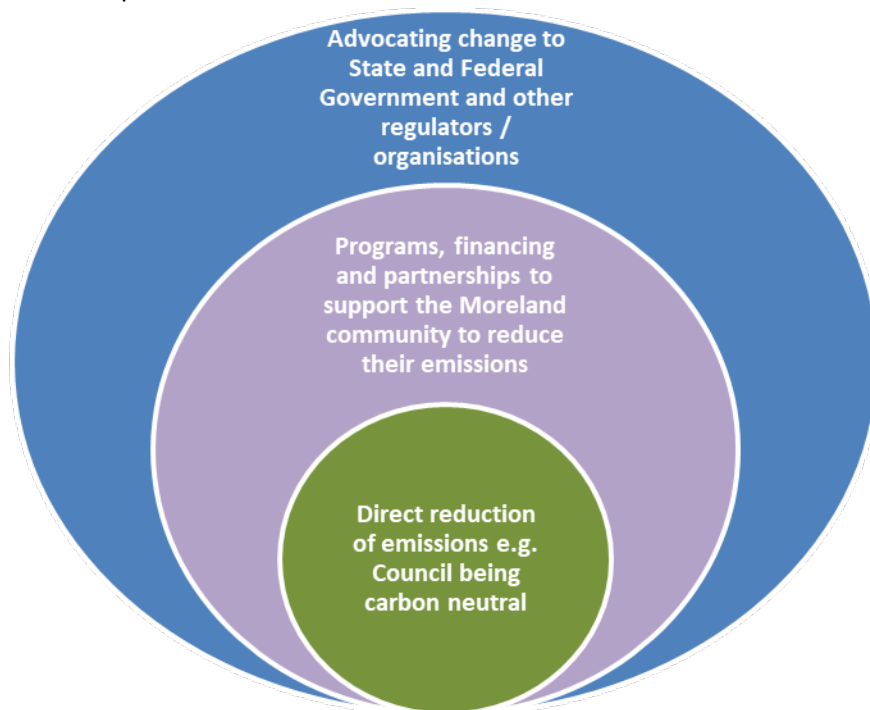 Advocating change to
State and Federal
Government and other
regulators /
organisations
Programs, financing
and partnerships to
support the Moreland
community to reduce
their emissions
Direct reduction
of emissions e.g.
Council being
carbon neutral